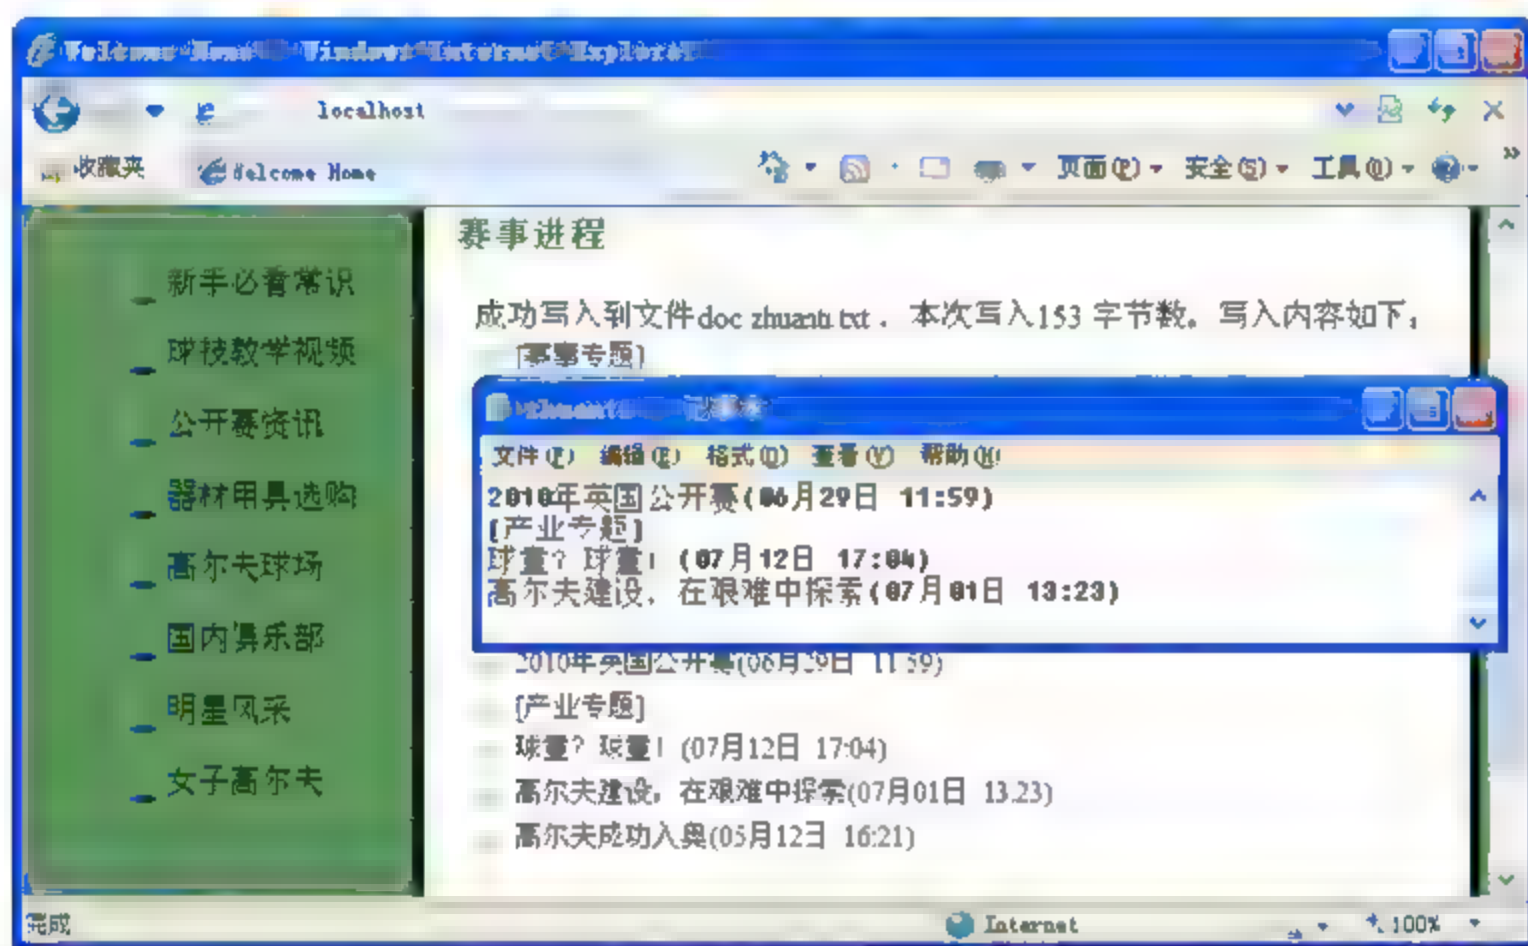 Welcome Home - Windows Internet Explorer
localhost
收藏夹 Welcome Home 页面(P) 安全(S) 工具(O)
赛事进程
新手必看常识
球技教学视频
公开赛资讯
器材用具选购
高尔夫球场
国内俱乐部
明星风采
女子高尔夫
成功写入到文件doc zhuanti.txt ，本次写入153 字节数。写入内容如下：
[赛事专题]
zhuanti 记事本
文件(F) 编辑(E) 格式(O) 查看(V) 帮助(H)
2010年英国公开赛(06月29日 11:59)
[产业专题]
球童？球童！(07月12日 17:04)
高尔夫建设，在艰难中探索(07月01日 13:23)
2010年英国公开赛(06月29日 11:59)
[产业专题]
球童？球童！(07月12日 17:04)
高尔夫建设，在艰难中探索(07月01日 13:23)
高尔夫成功入奥(05月12日 16:21)
完成 Internet 100%